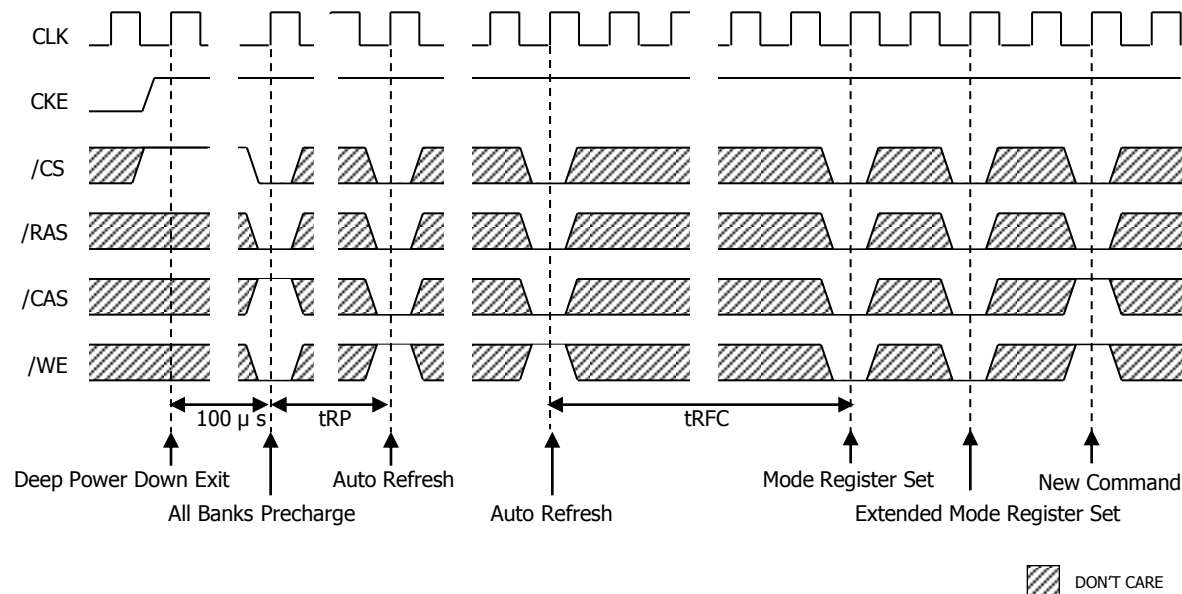 CLK
CKE
/CS
/RAS
/CAS
/WE
100 μ s
tRP
tRFC
Deep Power Down Exit
Auto Refresh
Mode Register Set
New Command
All Banks Precharge
Auto Refresh
Extended Mode Register Set
DON'T CARE